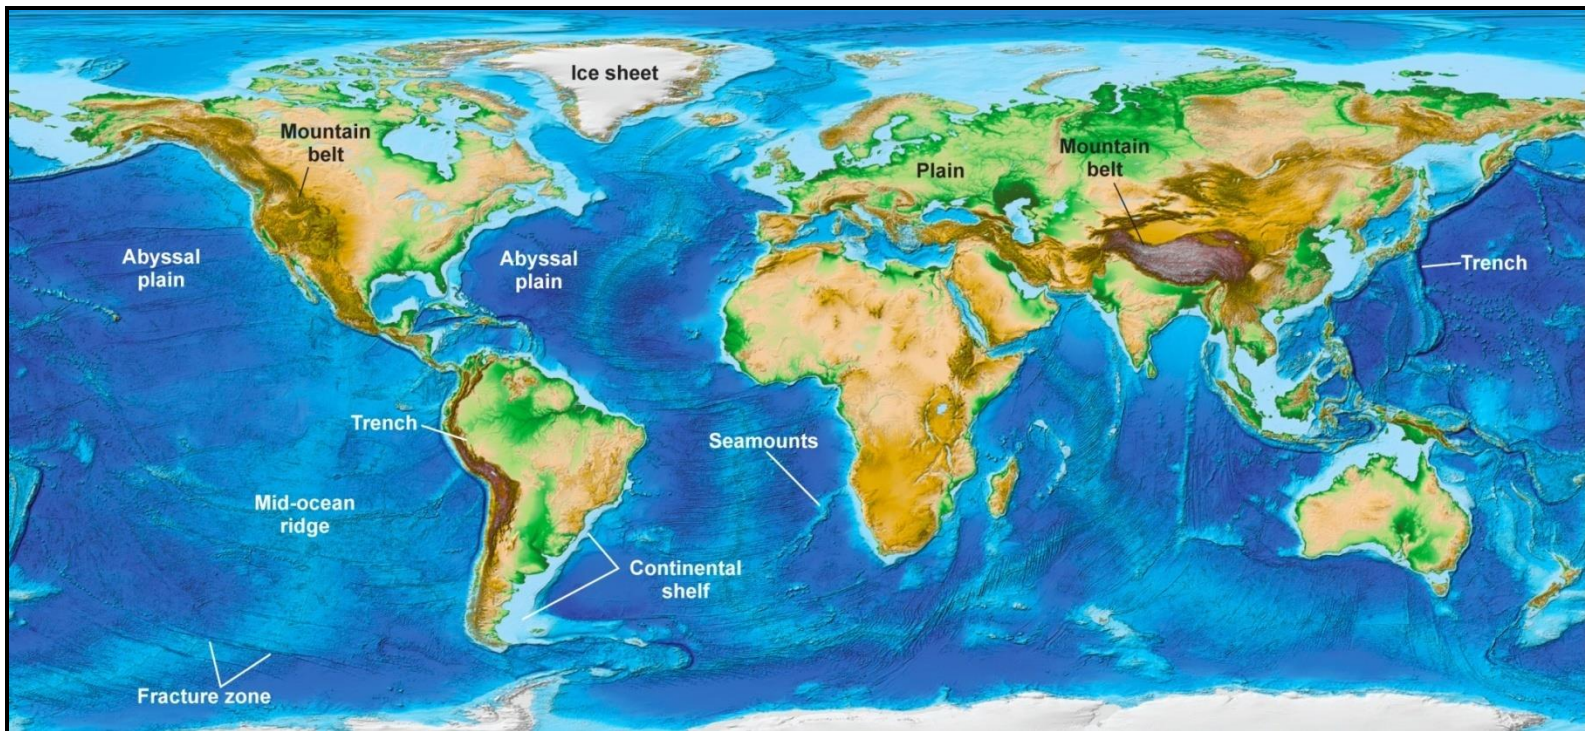 Ice sheet
Mountain
belt
Mountain
belt
Plain
Abyssal
plain
Abyssal
plain
Trench
Trench
Seamounts
Mid-ocean
ridge
Continental
shelf
Fracture zone